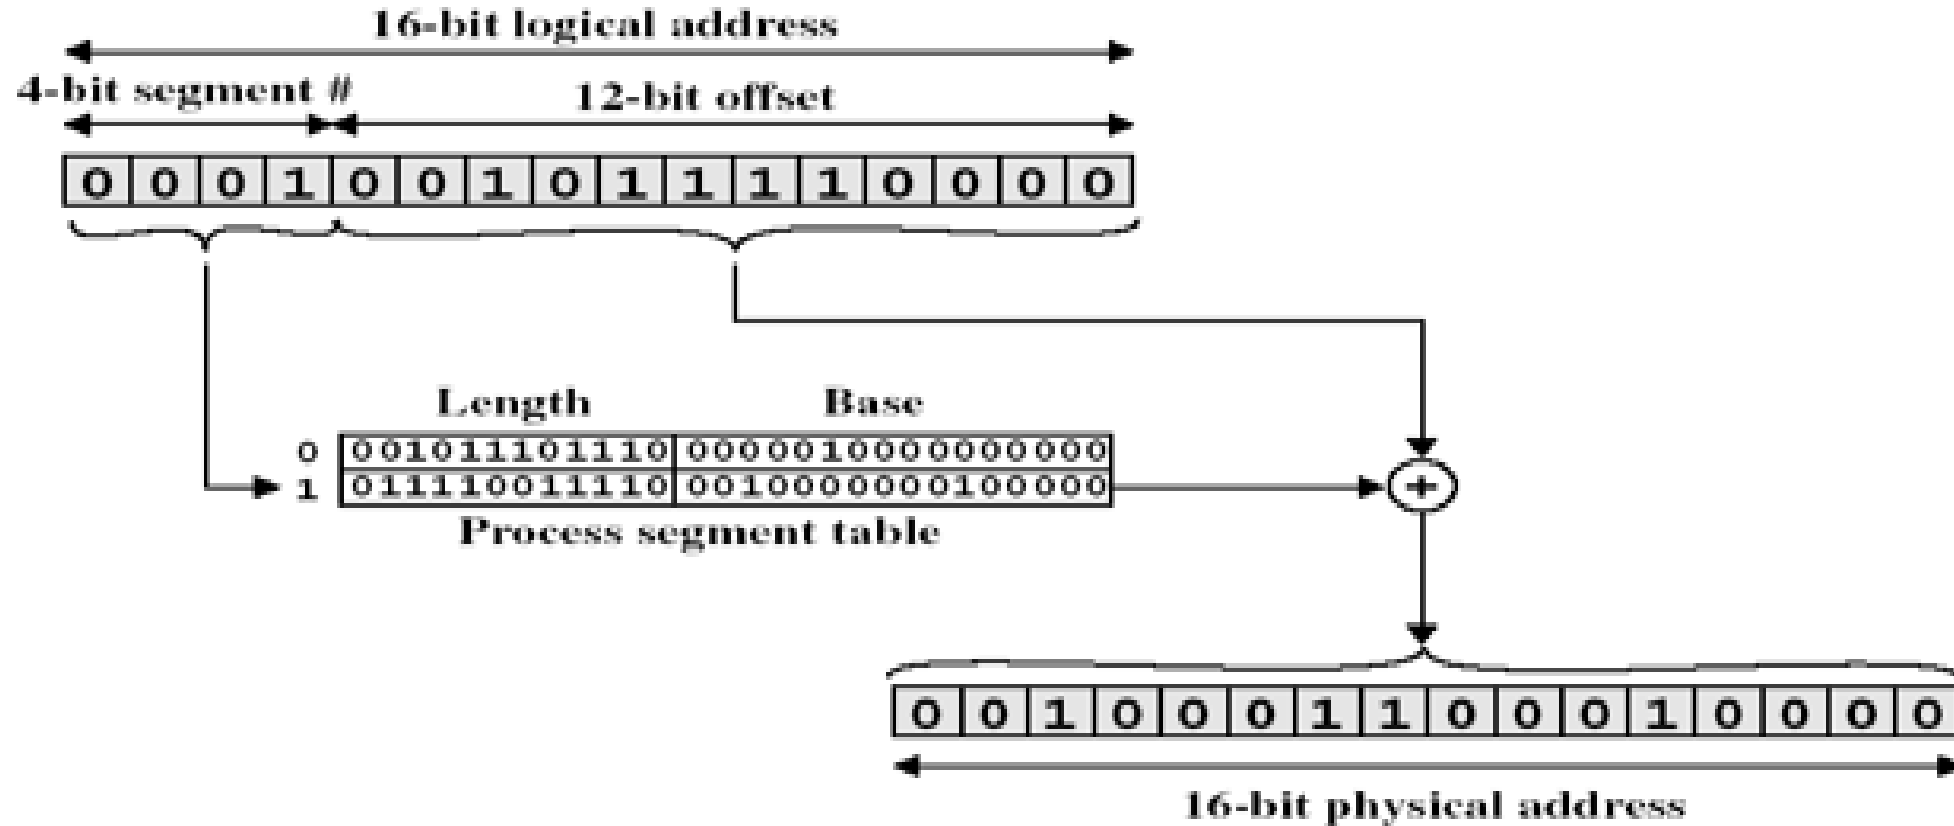 16-bit logical address
4-bit segment # 12-bit offset
0 0 0 1 0 0 1 0 1 1 1 1 0 0 0 0
Length Base
0 001011101110 0000010000000000
1 011110011110 0010000000100000
Process segment table
+
0 0 1 0 0 0 1 1 0 0 0 1 0 0 0 0
16-bit physical address